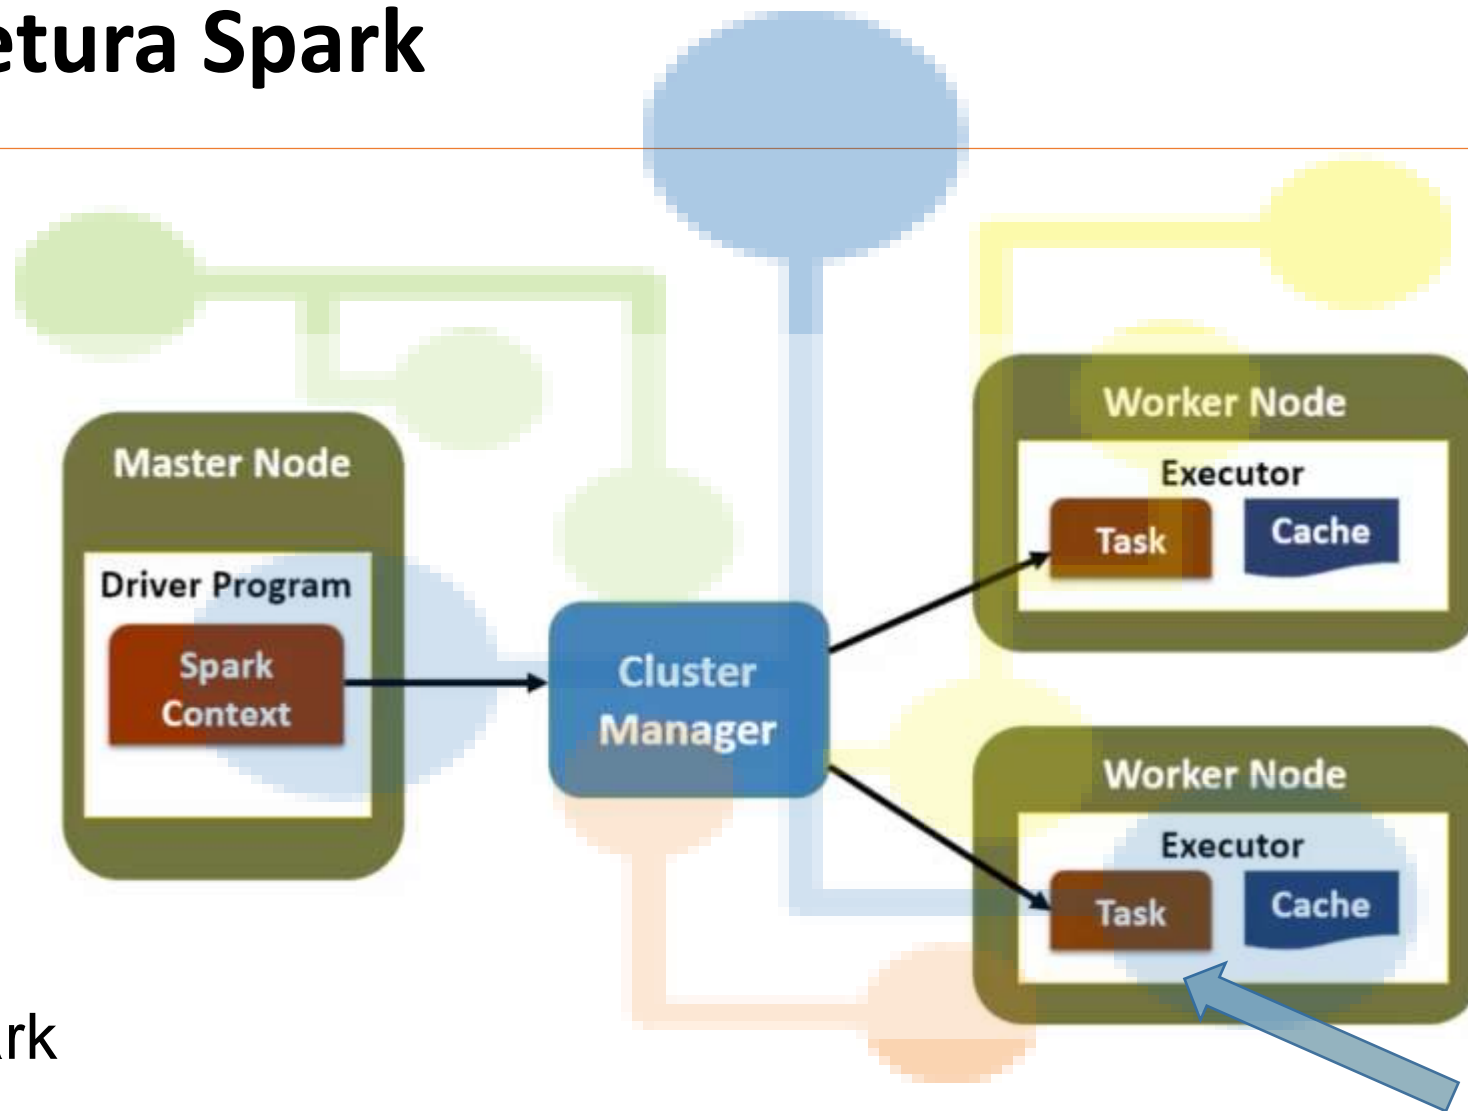 etura Spark
Master Node
Driver Program
Spark
Context
Cluster
Manager
Worker Node
Executor
Task
Cache
Worker Node
Executor
Task
Cache
rk